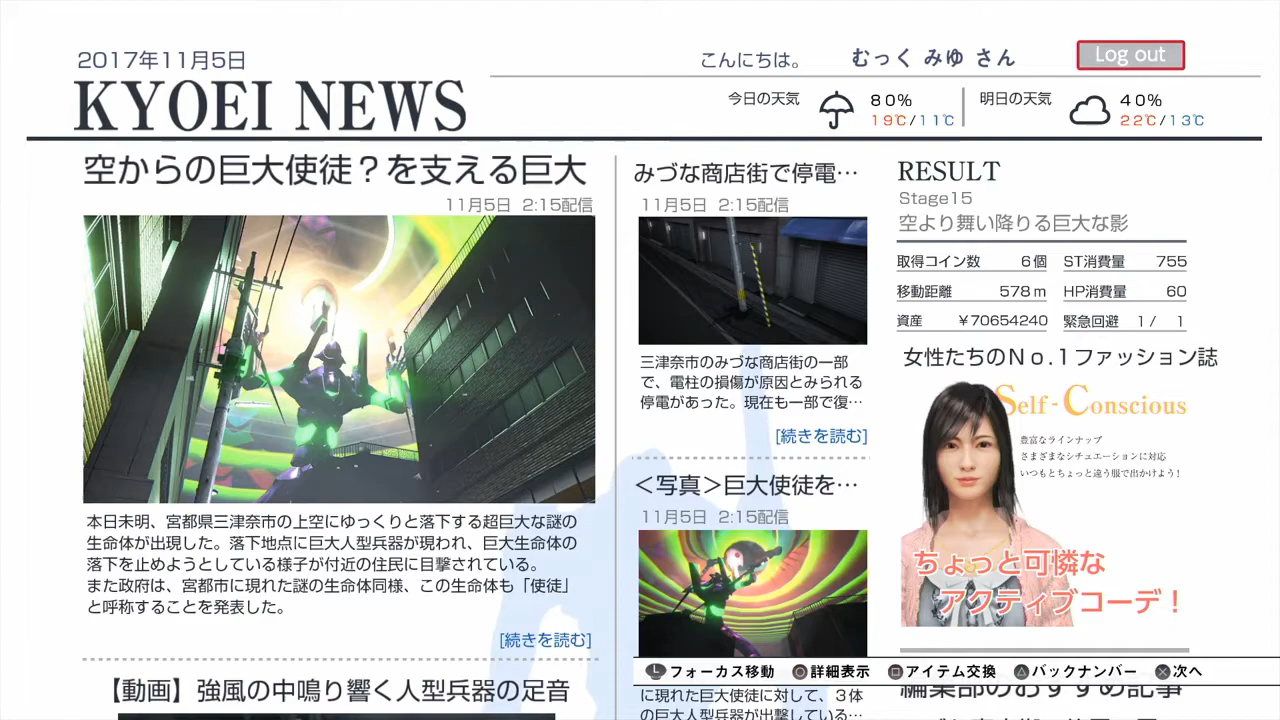 2017年11月5日
こんにちは。 むっく みゆ さん
Log out
KYOEI NEWS
今日の天気 80%
19℃/11℃
明日の天気 40%
22℃/13℃
空からの巨大使徒？を支える巨大
11月5日 2:15配信
本日未明、宮都県三津奈市の上空にゆっくりと落下する超巨大な謎の
生命体が出現した。落下地点に巨大人型兵器が現われ、巨大生命体の
落下を止めようとしている様子が付近の住民に目撃されている。
また政府は、宮都市に現れた謎の生命体同様、この生命体も「使徒」
と呼称することを発表した。
[続きを読む]
【動画】強風の中鳴り響く人型兵器の足音
みづな商店街で停電…
11月5日 2:15配信
三津奈市のみづな商店街の一部
で、電柱の損傷が原因とみられる
停電があった。現在も一部で復…
[続きを読む]
＜写真＞巨大使徒を…
11月5日 2:15配信
に現れた巨大使徒に対して、３体
の巨大人型兵器が出撃している…
RESULT
Stage15
空より舞い降りる巨大な影
取得コイン数 6個 ST消費量 755
移動距離 578m HP消費量 60
資産 ￥70654240 緊急回避 1/ 1
女性たちのＮｏ.１ファッション誌
Self-Conscious
豊富なラインナップ
さまざまなシチュエーションに対応
いつもとちょっと違う服で出かけよう！
ちょっと可憐な
アクティブコーデ！
編集部のおすすめ記事
フォーカス移動 詳細表示 アイテム交換 バックナンバー 次へ